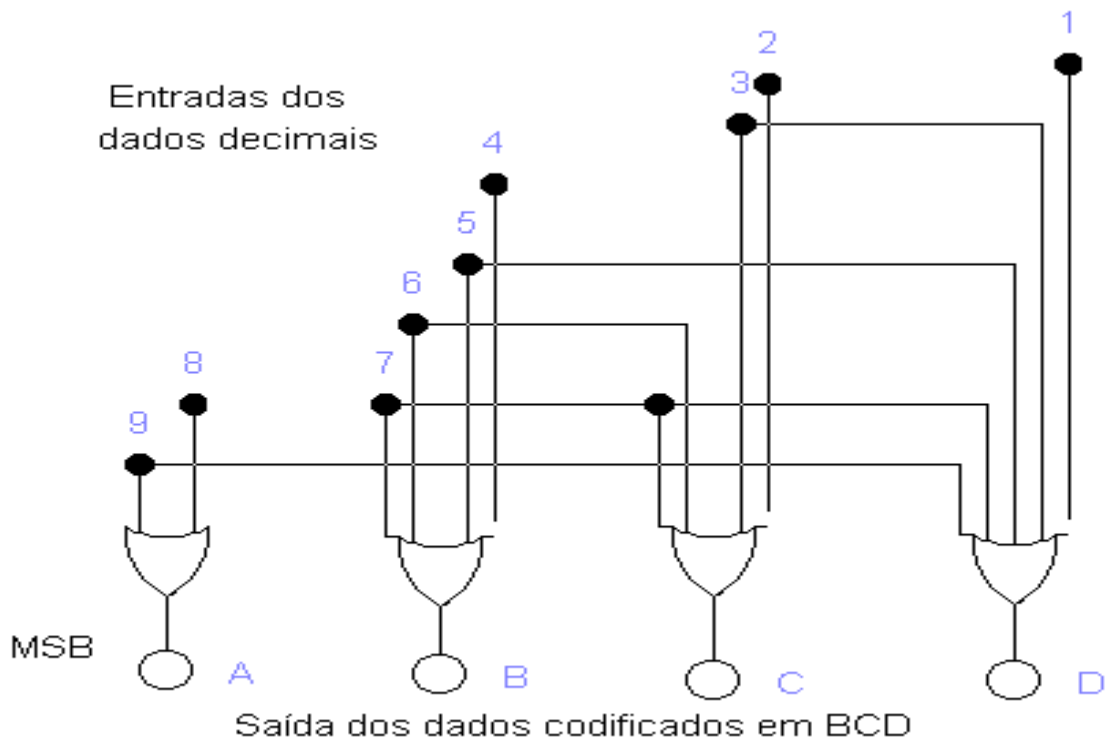 1
2
3
Entradas dos
dados decimais
4
5
6
7
8
9
MSB
A
B
C
D
Saída dos dados codificados em BCD